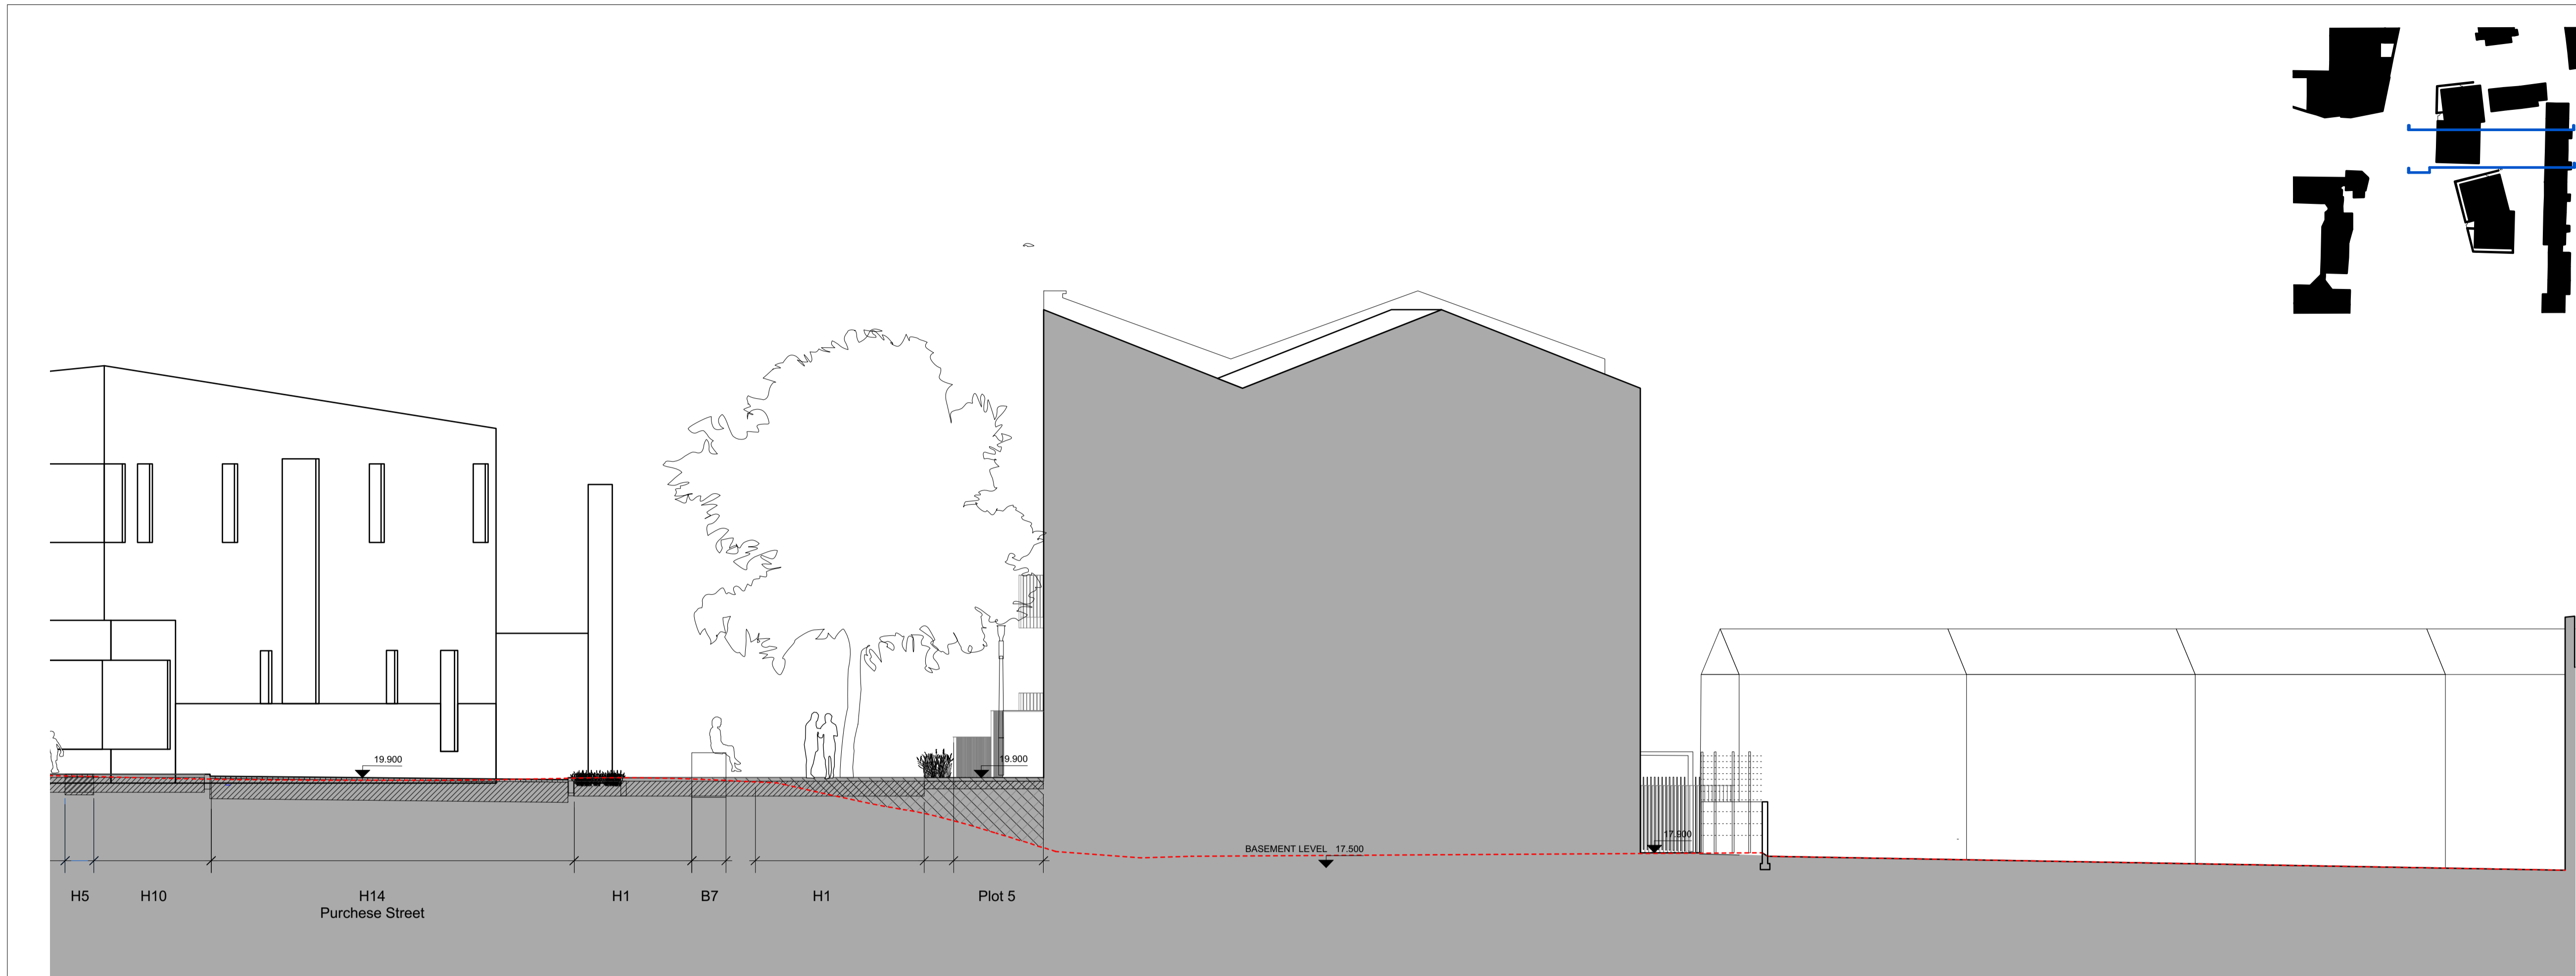 19.900
19.900
17.900
BASEMENT LEVEL 17.500
H5 H10 H14 H1 B7 H1 Plot 5
Purchese Street